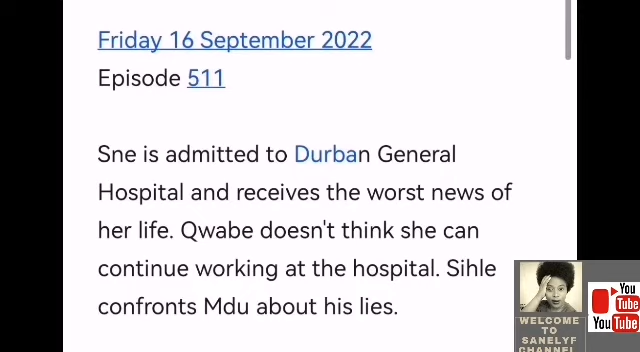 Friday 16 September 2022
Episode 511
Sne is admitted to Durban General
Hospital and receives the worst news of
her life. Qwabe doesn't think she can
continue working at the hospital. Sihle
confronts Mdu about his lies.
WELCOME
TO
SANELYF
CHANNEL
You
Tube
YouTube